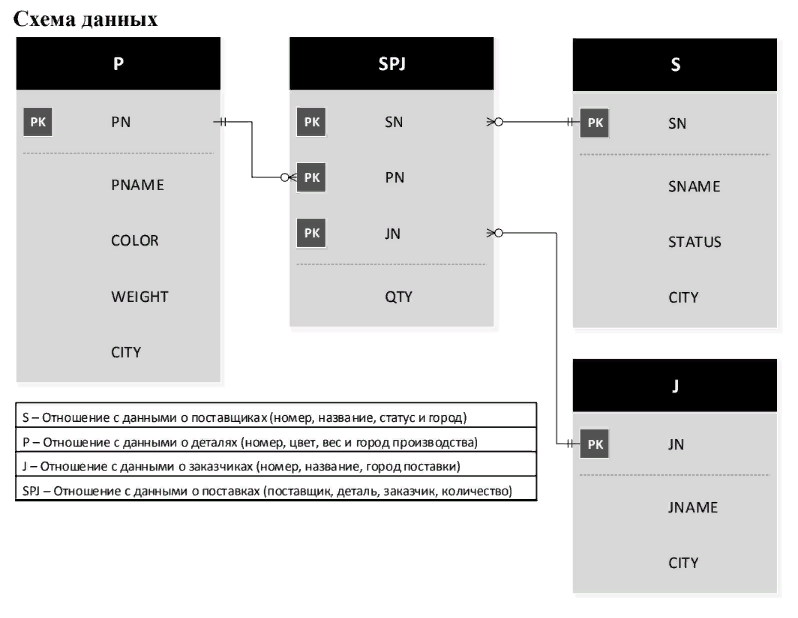 Схема данных
P
PK PN
PNAME
COLOR
WEIGHT
CITY
SPJ
PK SN
PK PN
PK JN
QTY
S
PK SN
SNAME
STATUS
CITY
J
PK JN
JNAME
CITY
S – Отношение с данными о поставщиках (номер, название, статус и город)
P – Отношение с данными о деталях (номер, цвет, вес и город производства)
J – Отношение с данными о заказчиках (номер, название, город поставки)
SPJ – Отношение с данными о поставках (поставщик, деталь, заказчик, количество)